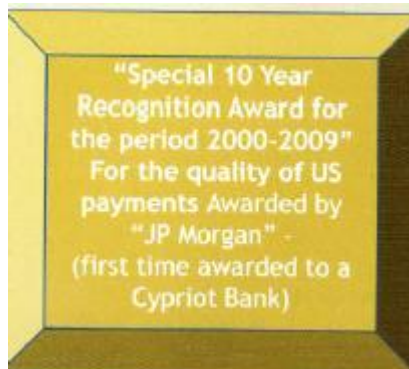 “Special 10 Year
Recognition Award for
the period 2000-2009”
For the quality of US
payments Awarded by
“JP Morgan” -
(first time awarded to a
Cypriot Bank)